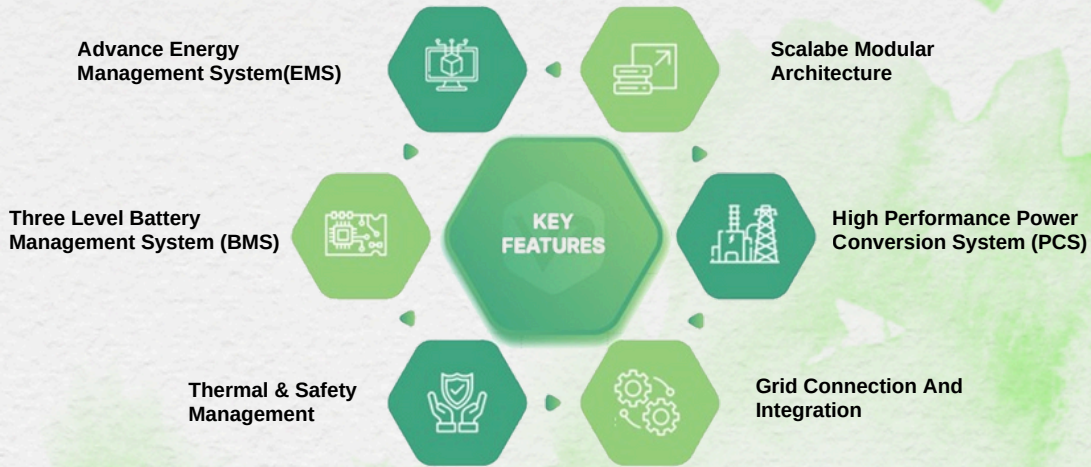 Advance Energy
Management System(EMS)
Scalabe Modular
Architecture
Three Level Battery
Management System (BMS)
KEY
FEATURES
High Performance Power
Conversion System (PCS)
Thermal & Safety
Management
Grid Connection And
Integration